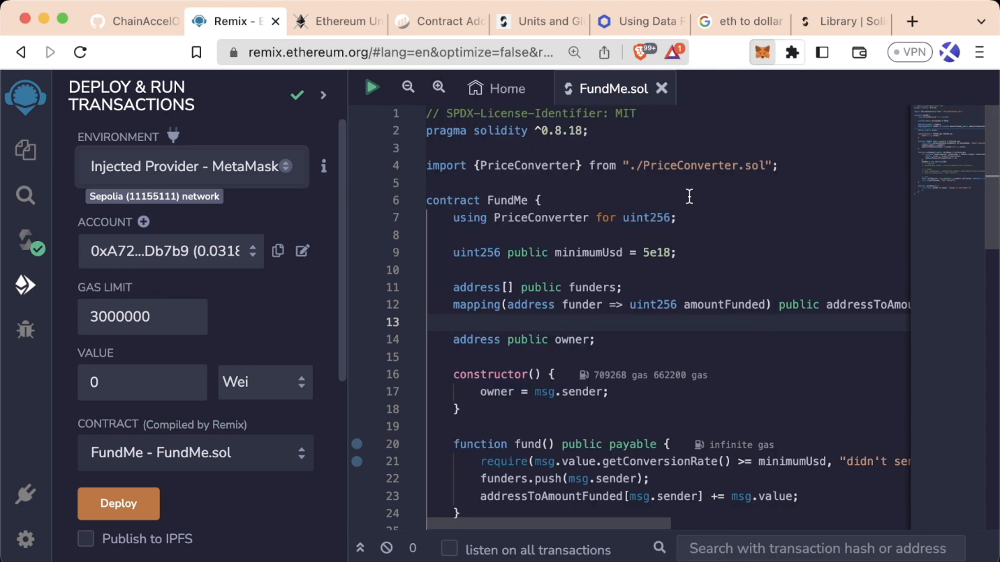 ChainAccelO
Remix - E
Ethereum Un
Contract Add
Units and Glo
Using Data F
eth to dollar
Library | Soli
remix.ethereum.org/#lang=en&optimize=false&r...
99+
1
VPN
DEPLOY & RUN
TRANSACTIONS
ENVIRONMENT
Injected Provider - MetaMask
Sepolia (11155111) network
ACCOUNT
0xA72...Db7b9 (0.0318
GAS LIMIT
3000000
VALUE
0
Wei
CONTRACT (Compiled by Remix)
FundMe - FundMe.sol
Deploy
Publish to IPFS
Home
FundMe.sol
1 // SPDX-License-Identifier: MIT
2 pragma solidity ^0.8.18;
3
4 import {PriceConverter} from "./PriceConverter.sol";
5
6 contract FundMe {
7 using PriceConverter for uint256;
8
9 uint256 public minimumUsd = 5e18;
10
11 address[] public funders;
12 mapping(address funder => uint256 amountFunded) public addressToAmou
13
14 address public owner;
15
16 constructor() { 709268 gas 662200 gas
17 owner = msg.sender;
18 }
19
20 function fund() public payable { infinite gas
21 require(msg.value.getConversionRate() >= minimumUsd, "didn't sen
22 funders.push(msg.sender);
23 addressToAmountFunded[msg.sender] += msg.value;
24 }
0
listen on all transactions
Search with transaction hash or address